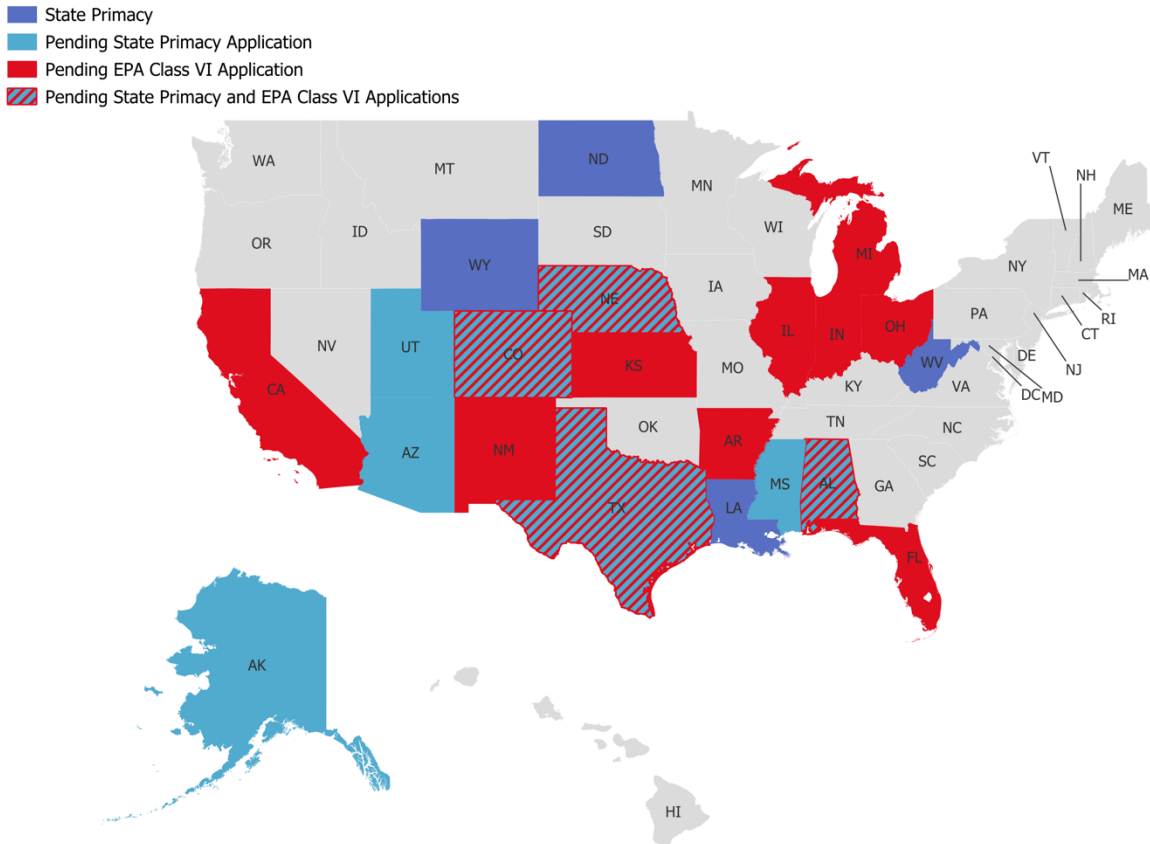 State Primacy
Pending State Primacy Application
Pending EPA Class VI Application
Pending State Primacy and EPA Class VI Applications
WA
MT
ND
MN
VT
NH
ME
OR
ID
SD
WI
MI
NY
MA
WY
IA
RI
NE
PA
CT
NV
UT
CO
IL
IN
OH
NJ
DE
CA
KS
MO
WV
VA
DC
MD
KY
AZ
NM
OK
AR
TN
NC
SC
MS
AL
GA
TX
LA
FL
AK
HI